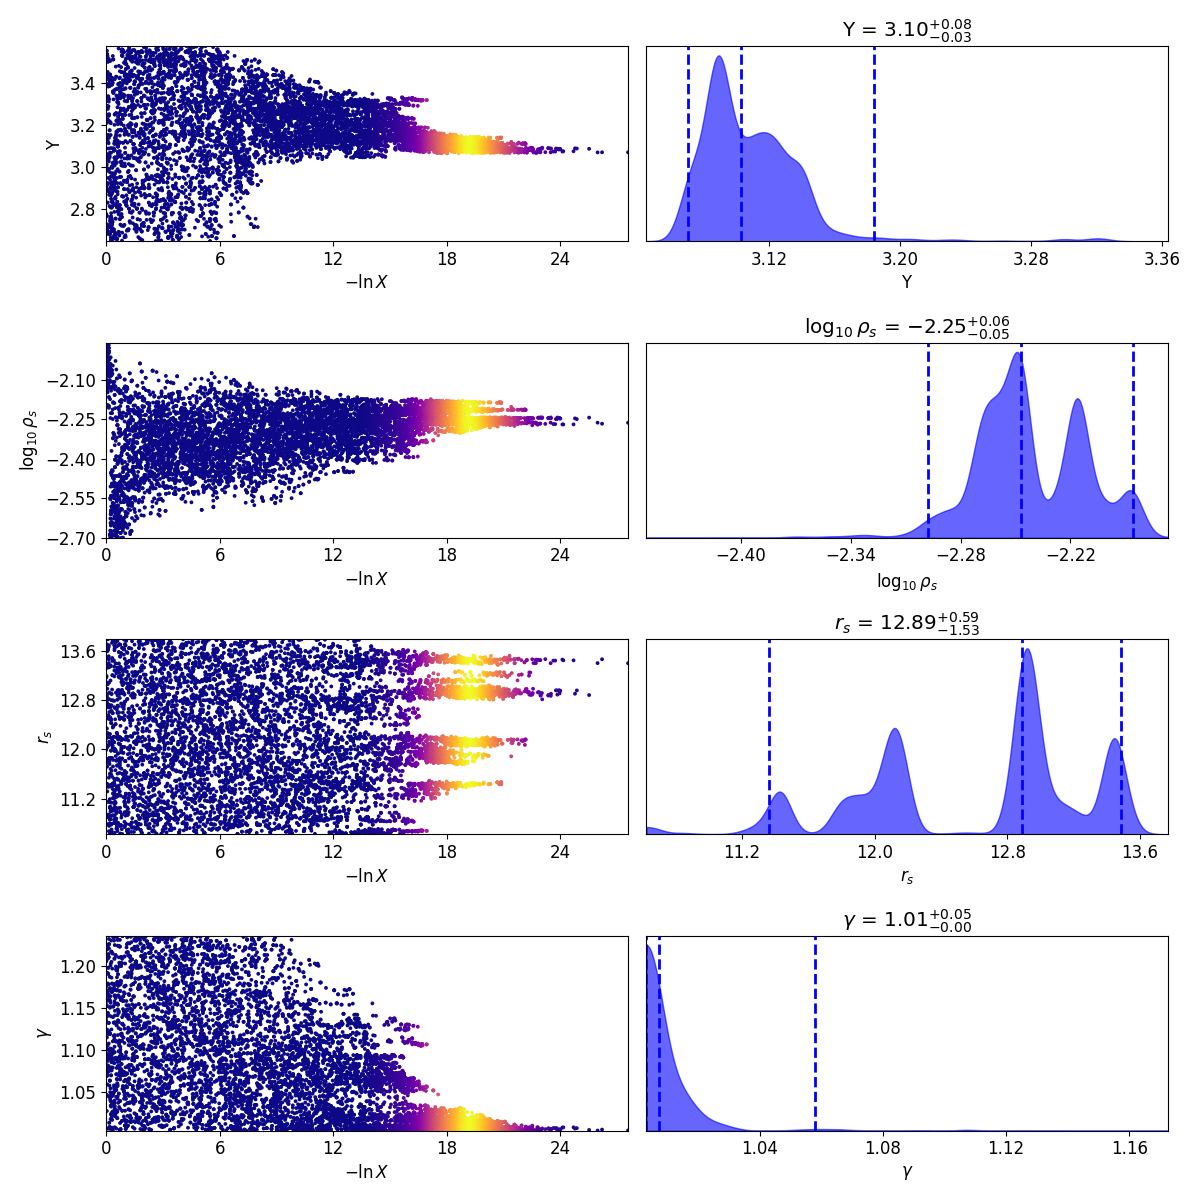 Y = 3.10^{+0.08}_{−0.03}
3.4
3.2
3.0
2.8
Y
0 6 12 18 24
−ln X
3.12 3.20 3.28 3.36
Y
log₁₀ ρₛ = −2.25^{+0.06}_{−0.05}
−2.10
−2.25
−2.40
−2.55
−2.70
log₁₀ ρₛ
0 6 12 18 24
−ln X
−2.40 −2.34 −2.28 −2.22
log₁₀ ρₛ
rₛ = 12.89^{+0.59}_{−1.53}
13.6
12.8
12.0
11.2
rₛ
0 6 12 18 24
−ln X
11.2 12.0 12.8 13.6
rₛ
γ = 1.01^{+0.05}_{−0.00}
1.20
1.15
1.10
1.05
γ
0 6 12 18 24
−ln X
1.04 1.08 1.12 1.16
γ